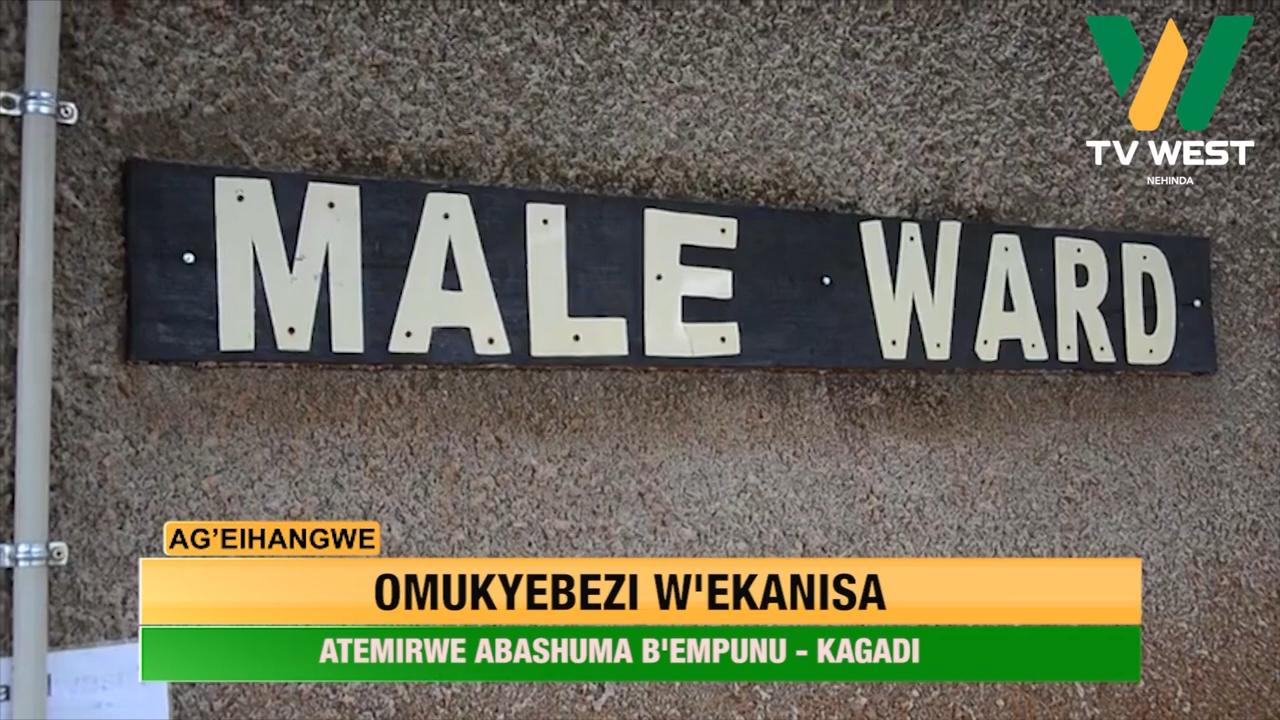 TV WEST
NEHINDA
MALE WARD
AG'EIHANGWE
OMUKYEBEZI W'EKANISA
ATEMIRWE ABASHUMA B'EMPUNU - KAGADI